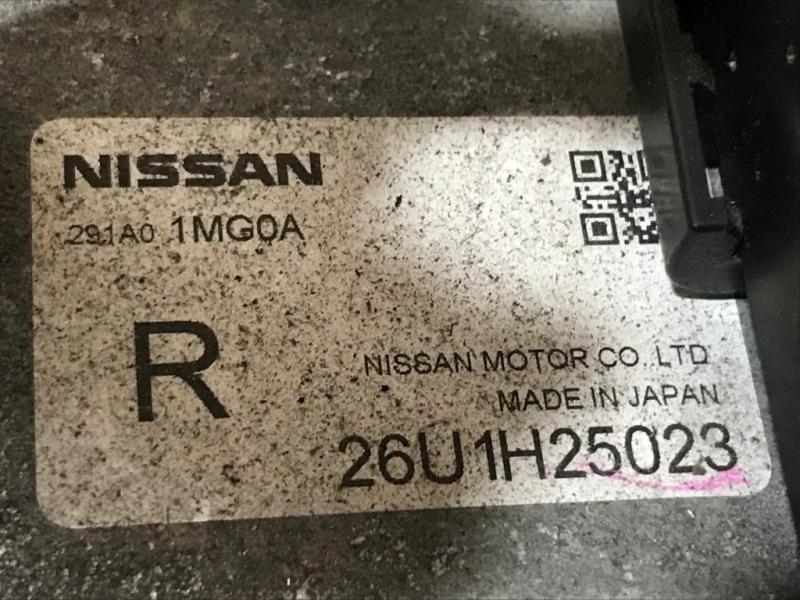 NISSAN
291A0 1MG0A
R
NISSAN MOTOR CO. LTD
MADE IN JAPAN
26U1H25023